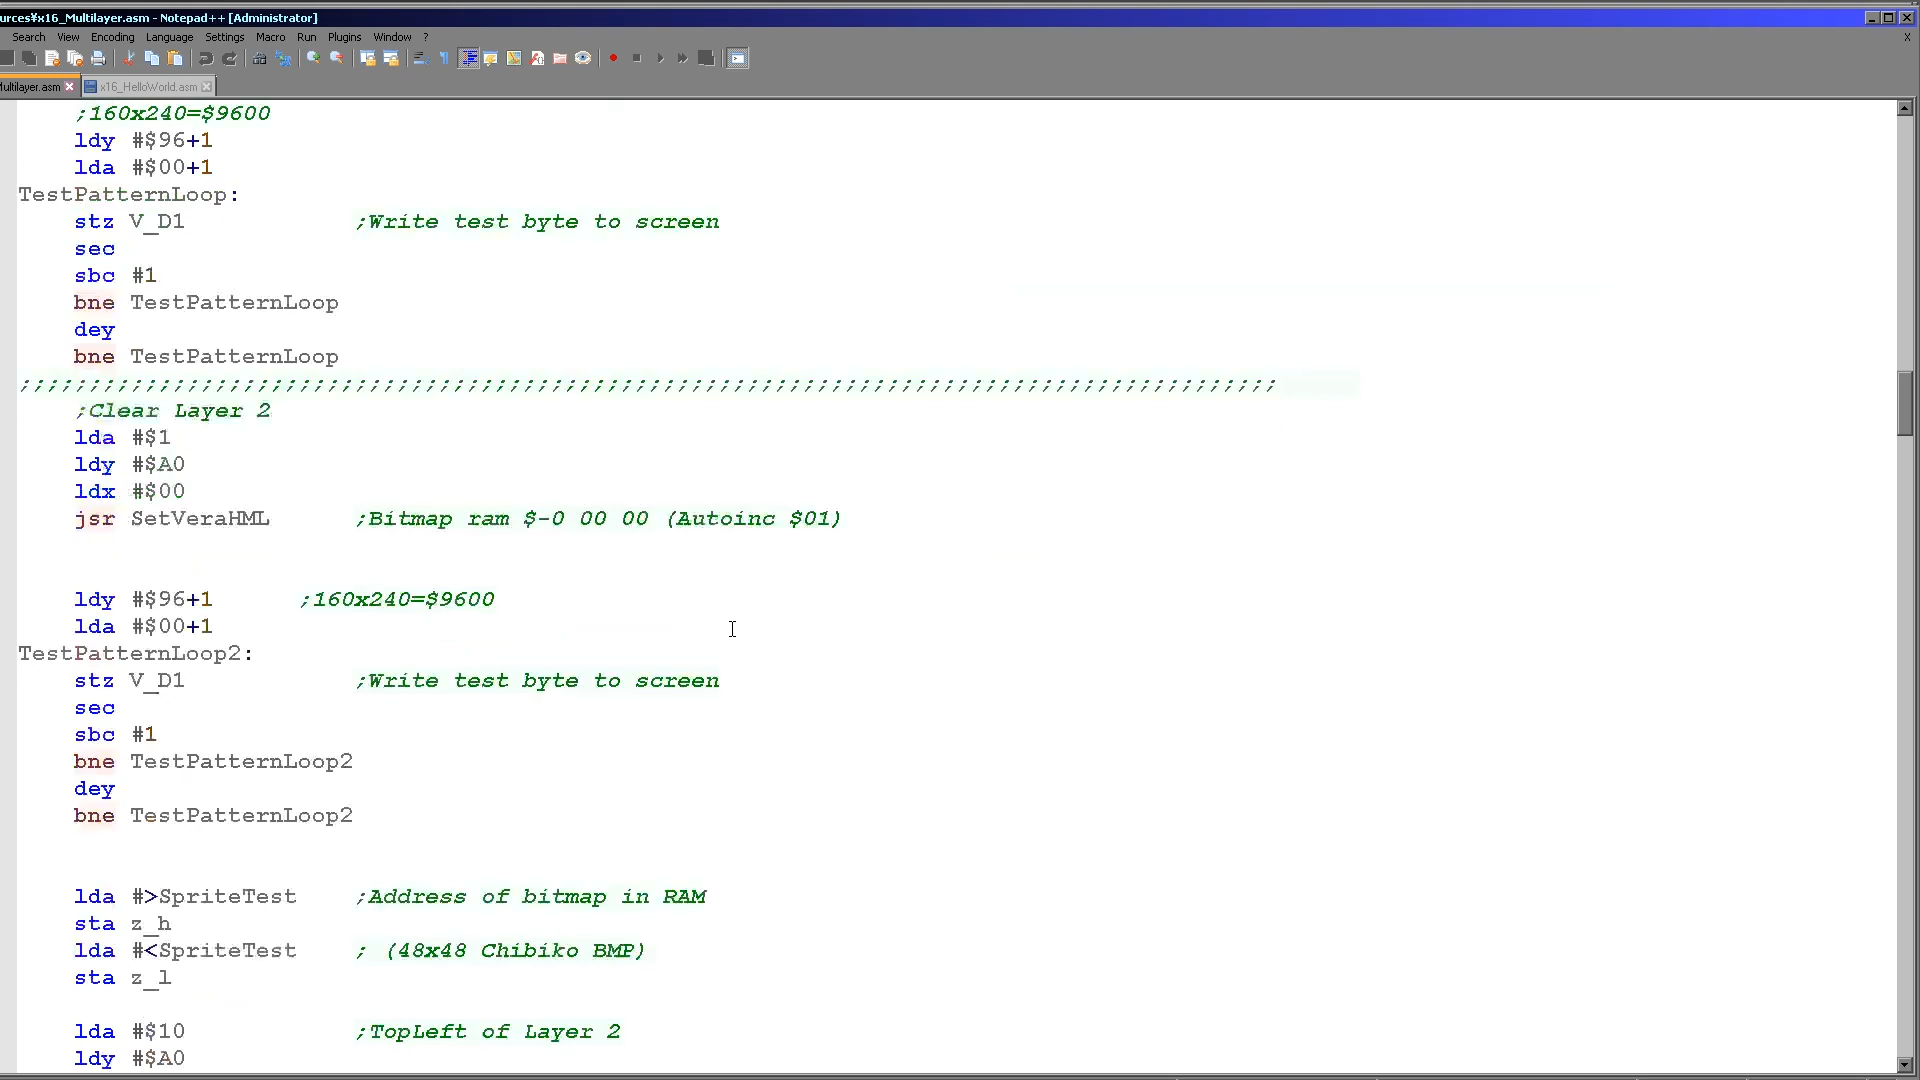 ources¥x16_Multilayer.asm - Notepad++ [Administrator]
Search View Encoding Language Settings Macro Run Plugins Window ? X
Multilayer.asm x16_HelloWorld.asm
;160x240=$9600
ldy #$96+1
lda #$00+1
TestPatternLoop:
stz V_D1 ;Write test byte to screen
sec
sbc #1
bne TestPatternLoop
dey
bne TestPatternLoop
;;;;;;;;;;;;;;;;;;;;;;;;;;;;;;;;;;;;;;;;;;;;;;;;;;;;;;;;;;;;;;;;;;;;;;;;;;;;;;;;;;;;;;;;;;
;Clear Layer 2
lda #$1
ldy #$A0
ldx #$00
jsr SetVeraHML ;Bitmap ram $-0 00 00 (Autoinc $01)
ldy #$96+1 ;160x240=$9600
lda #$00+1
TestPatternLoop2:
stz V_D1 ;Write test byte to screen
sec
sbc #1
bne TestPatternLoop2
dey
bne TestPatternLoop2
lda #>SpriteTest ;Address of bitmap in RAM
sta z_h
lda #<SpriteTest ; (48x48 Chibiko BMP)
sta z_l
lda #$10 ;TopLeft of Layer 2
ldy #$A0